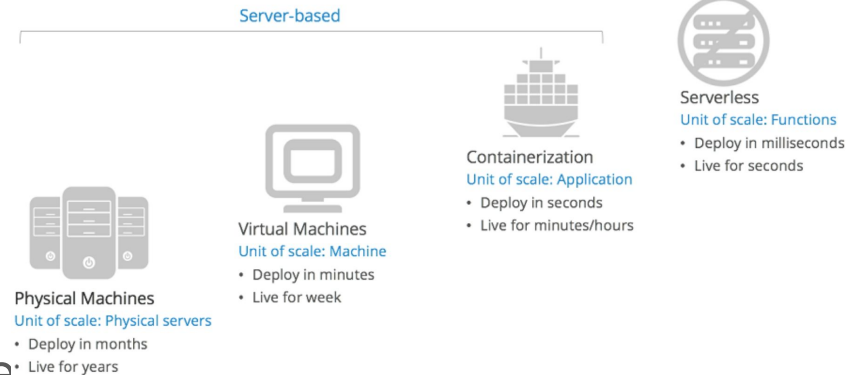 Server-based
Serverless
Unit of scale: Functions
• Deploy in milliseconds
• Live for seconds
Containerization
Unit of scale: Application
• Deploy in seconds
• Live for minutes/hours
Virtual Machines
Unit of scale: Machine
• Deploy in minutes
• Live for week
Physical Machines
Unit of scale: Physical servers
• Deploy in months
• Live for years